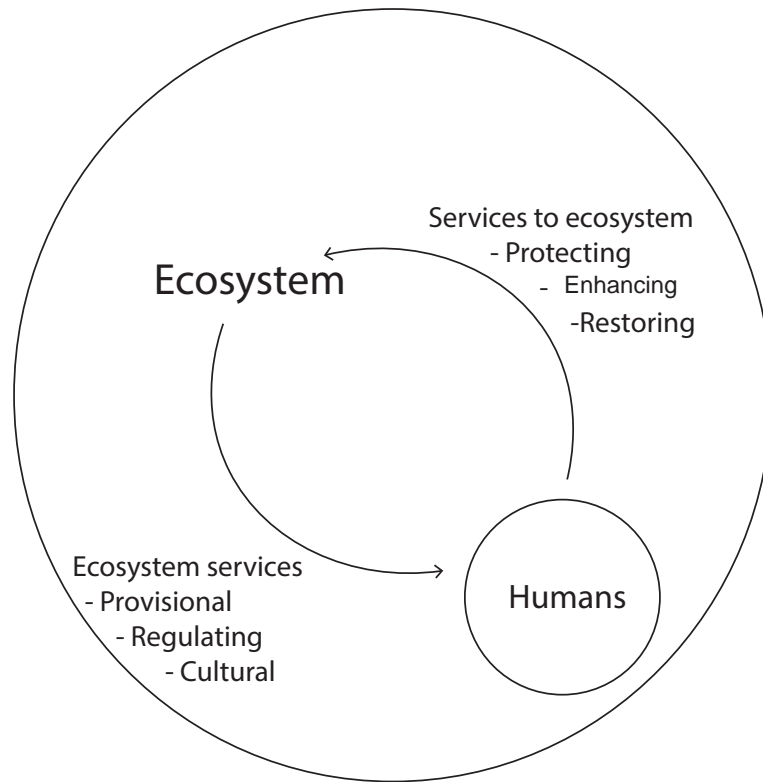 Services to ecosystem
- Protecting
- Enhancing
-Restoring
Ecosystem
Ecosystem services
- Provisional
- Regulating
- Cultural
Humans